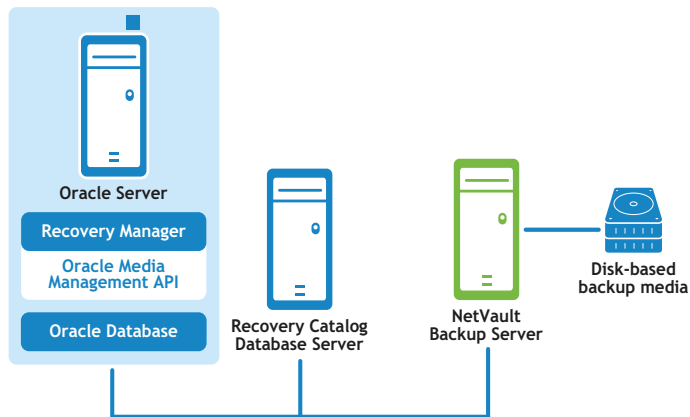 Oracle Server
Recovery Manager
Oracle Media
Management API
Oracle Database
Recovery Catalog
Database Server
NetVault
Backup Server
Disk-based
backup media